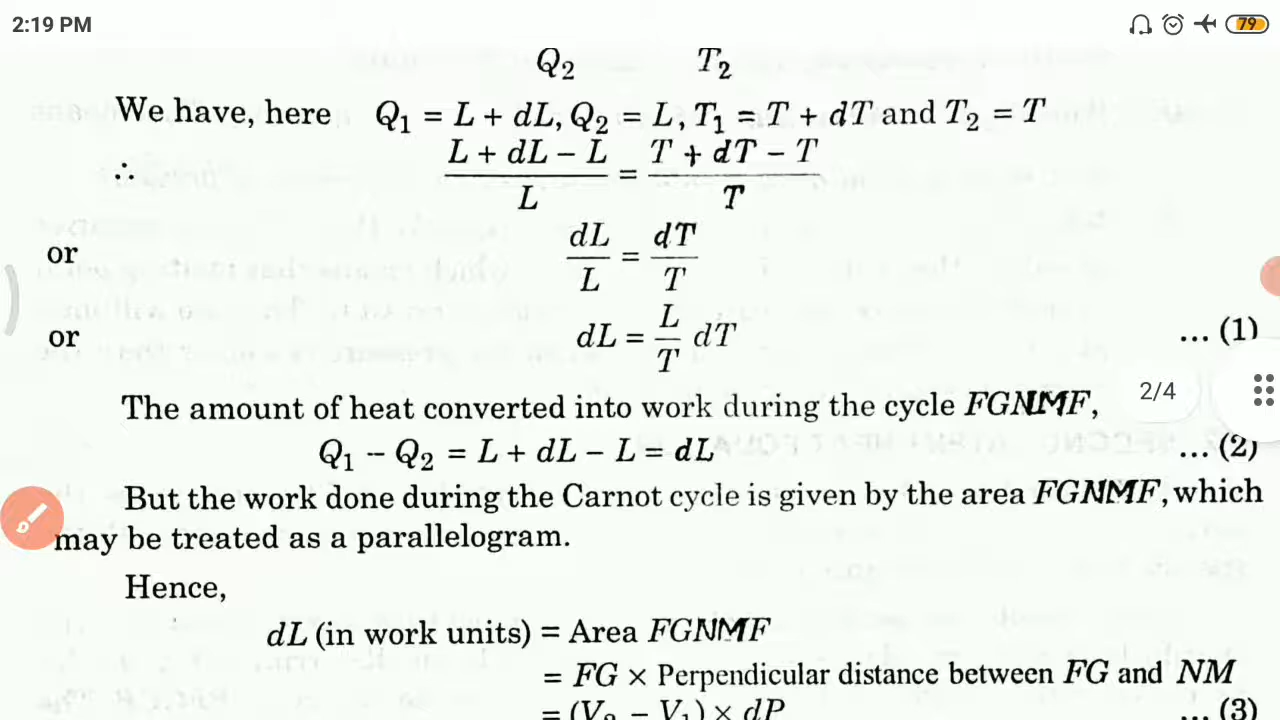 2:19 PM
79
Q₂ T₂
We have, here Q₁ = L + dL, Q₂ = L, T₁ = T + dT and T₂ = T
∴ (L + dL − L)/L = (T + dT − T)/T
or dL/L = dT/T
or dL = L/T dT ... (1)
2/4
The amount of heat converted into work during the cycle FGNMF,
Q₁ − Q₂ = L + dL − L = dL ...(2)
But the work done during the Carnot cycle is given by the area FGNMF, which
may be treated as a parallelogram.
Hence,
dL (in work units) = Area FGNMF
= FG × Perpendicular distance between FG and NM
= (V₂ − V₁) × dP ... (3)